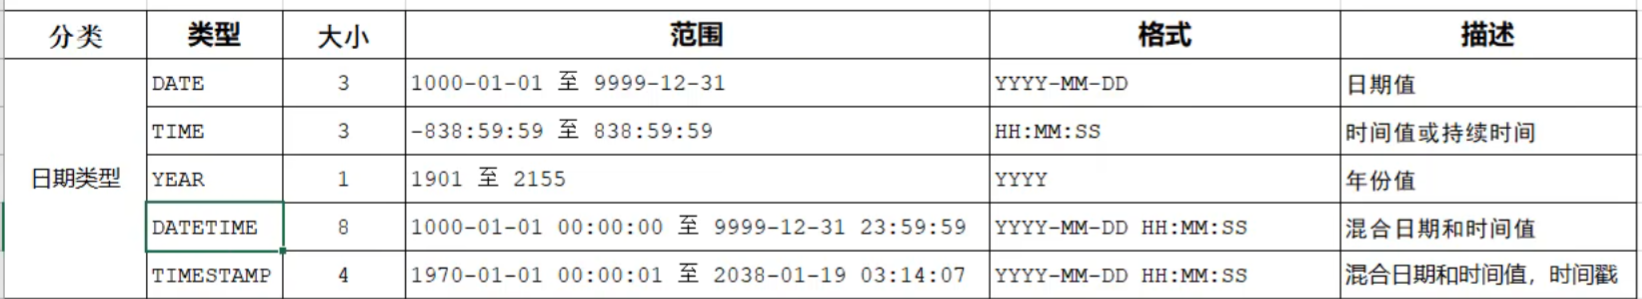 分类 类型 大小 范围 格式 描述
DATE 3 1000-01-01 至 9999-12-31 YYYY-MM-DD 日期值
TIME 3 -838:59:59 至 838:59:59 HH:MM:SS 时间值或持续时间
日期类型 YEAR 1 1901 至 2155 YYYY 年份值
DATETIME 8 1000-01-01 00:00:00 至 9999-12-31 23:59:59 YYYY-MM-DD HH:MM:SS 混合日期和时间值
TIMESTAMP 4 1970-01-01 00:00:01 至 2038-01-19 03:14:07 YYYY-MM-DD HH:MM:SS 混合日期和时间值，时间戳